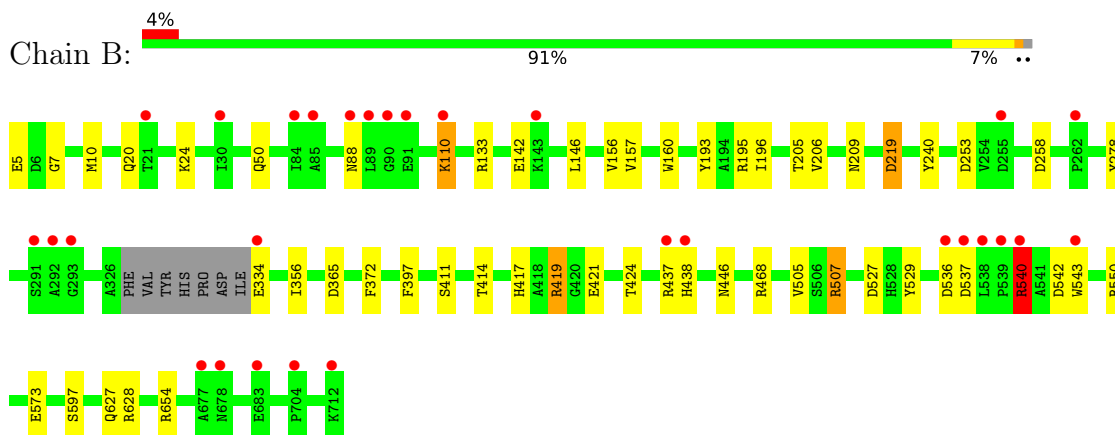 4%
Chain B:
91% 7% ••
E5 D6 G7 M10 Q20 T21 K24 I30 Q50 I84 A85 N88 L89 G90 E91 K110 R133 E142 K143 L146 V156 V157 W160 Y193 A194 R195 I196 T205 V206 N209 D219 Y240 D253 V254 D255 D258 P262
S291 A292 G293 A326 PHE VAL TYR HIS PRO ASP ILE E334 I356 D365 F372 F397 S411 T414 H417 A418 R419 G420 E421 T424 R437 H438 N446 R468 V505 S506 R507 D527 H528 Y529 D536 D537 L538 P539 R540 A541 D542 W543
E573 S597 Q627 R628 R654 A677 N678 E683 P704 K712